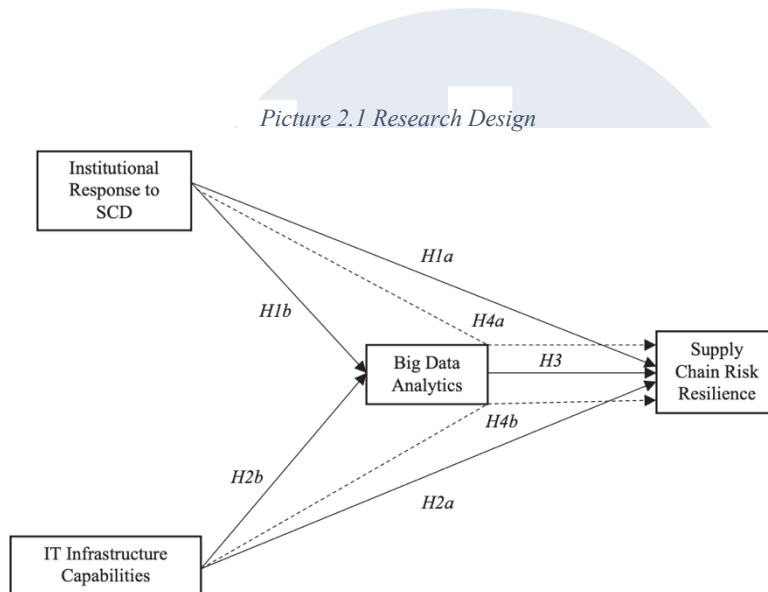 Picture 2.1 Research Design
Institutional
Response to
SCD
H1a
H1b
H4a
Big Data
Analytics
H3
Supply
Chain Risk
Resilience
H4b
H2b
H2a
IT Infrastructure
Capabilities